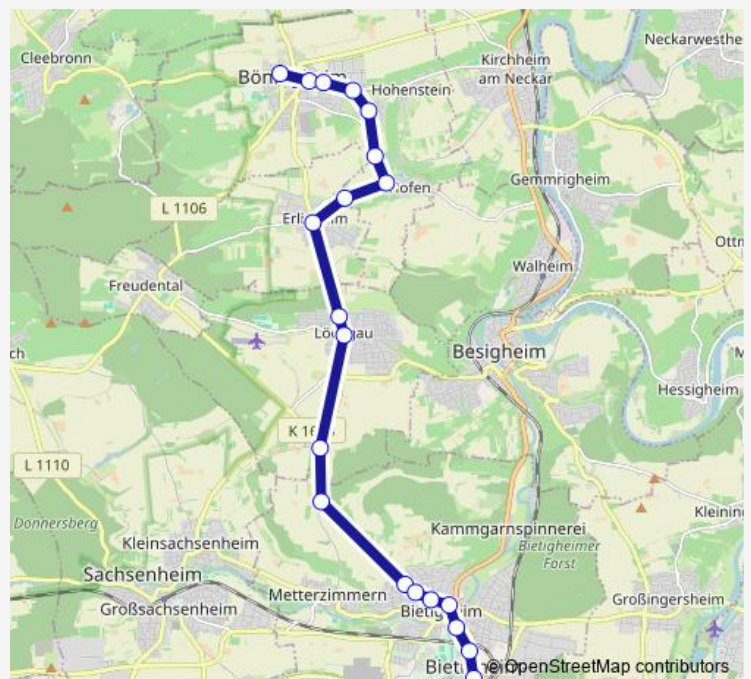 Cleebronn
Neckarwesthe
Kirchheim
am Neckar
Hohenstein
Gemmrigheim
L 1106
Walheim
Freudental
Besigheim
Hessigheim
L 1110
Donnersberg
Kammgarnspinnerei
Bietigheimer
Forst
Kleinsachsenheim
Sachsenheim
Metterzimmern
Großsachsenheim
Großingersheim
© OpenStreetMap contributors